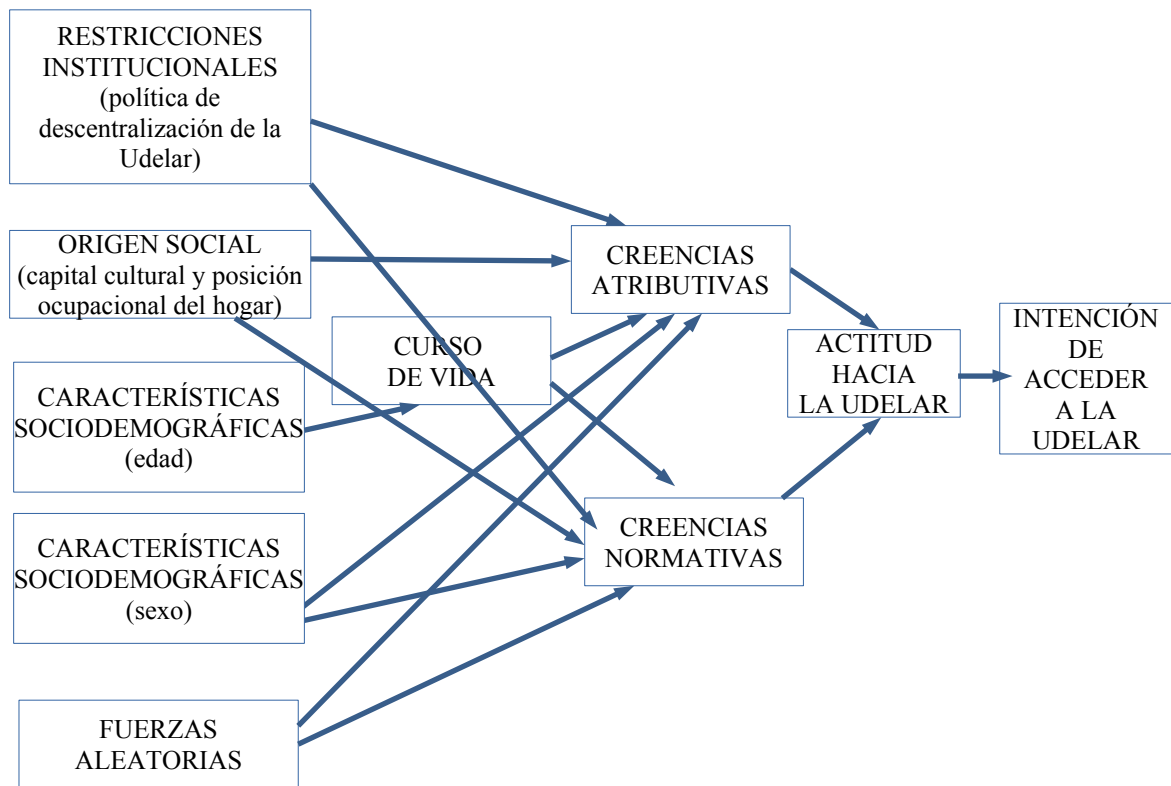 RESTRICCIONES
INSTITUCIONALES
(política de
descentralización de la
Udelar)
ORIGEN SOCIAL
(capital cultural y posición
ocupacional del hogar)
CARACTERÍSTICAS
SOCIODEMOGRÁFICAS
(edad)
CARACTERÍSTICAS
SOCIODEMOGRÁFICAS
(sexo)
FUERZAS
ALEATORIAS
CURSO
DE VIDA
CREENCIAS
ATRIBUTIVAS
CREENCIAS
NORMATIVAS
ACTITUD
HACIA
LA UDELAR
INTENCIÓN
DE
ACCEDER
A LA
UDELAR